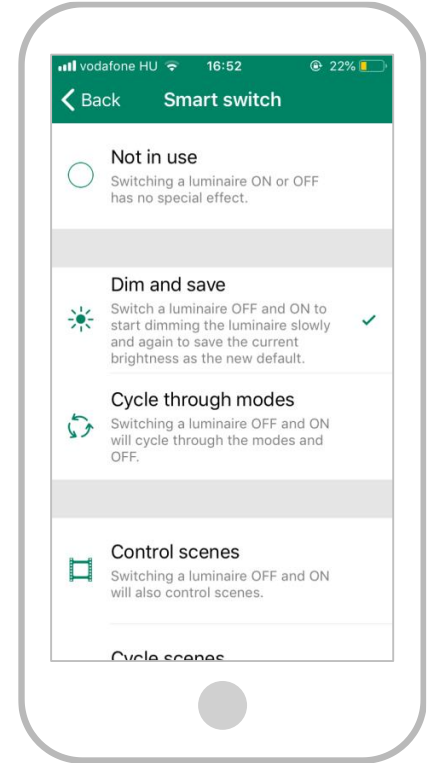 vodafone HU 16:52 22%
Back Smart switch
Not in use
Switching a luminaire ON or OFF
has no special effect.
Dim and save
Switch a luminaire OFF and ON to
start dimming the luminaire slowly
and again to save the current
brightness as the new default.
Cycle through modes
Switching a luminaire OFF and ON
will cycle through the modes and
OFF.
Control scenes
Switching a luminaire OFF and ON
will also control scenes.
Cycle scenes